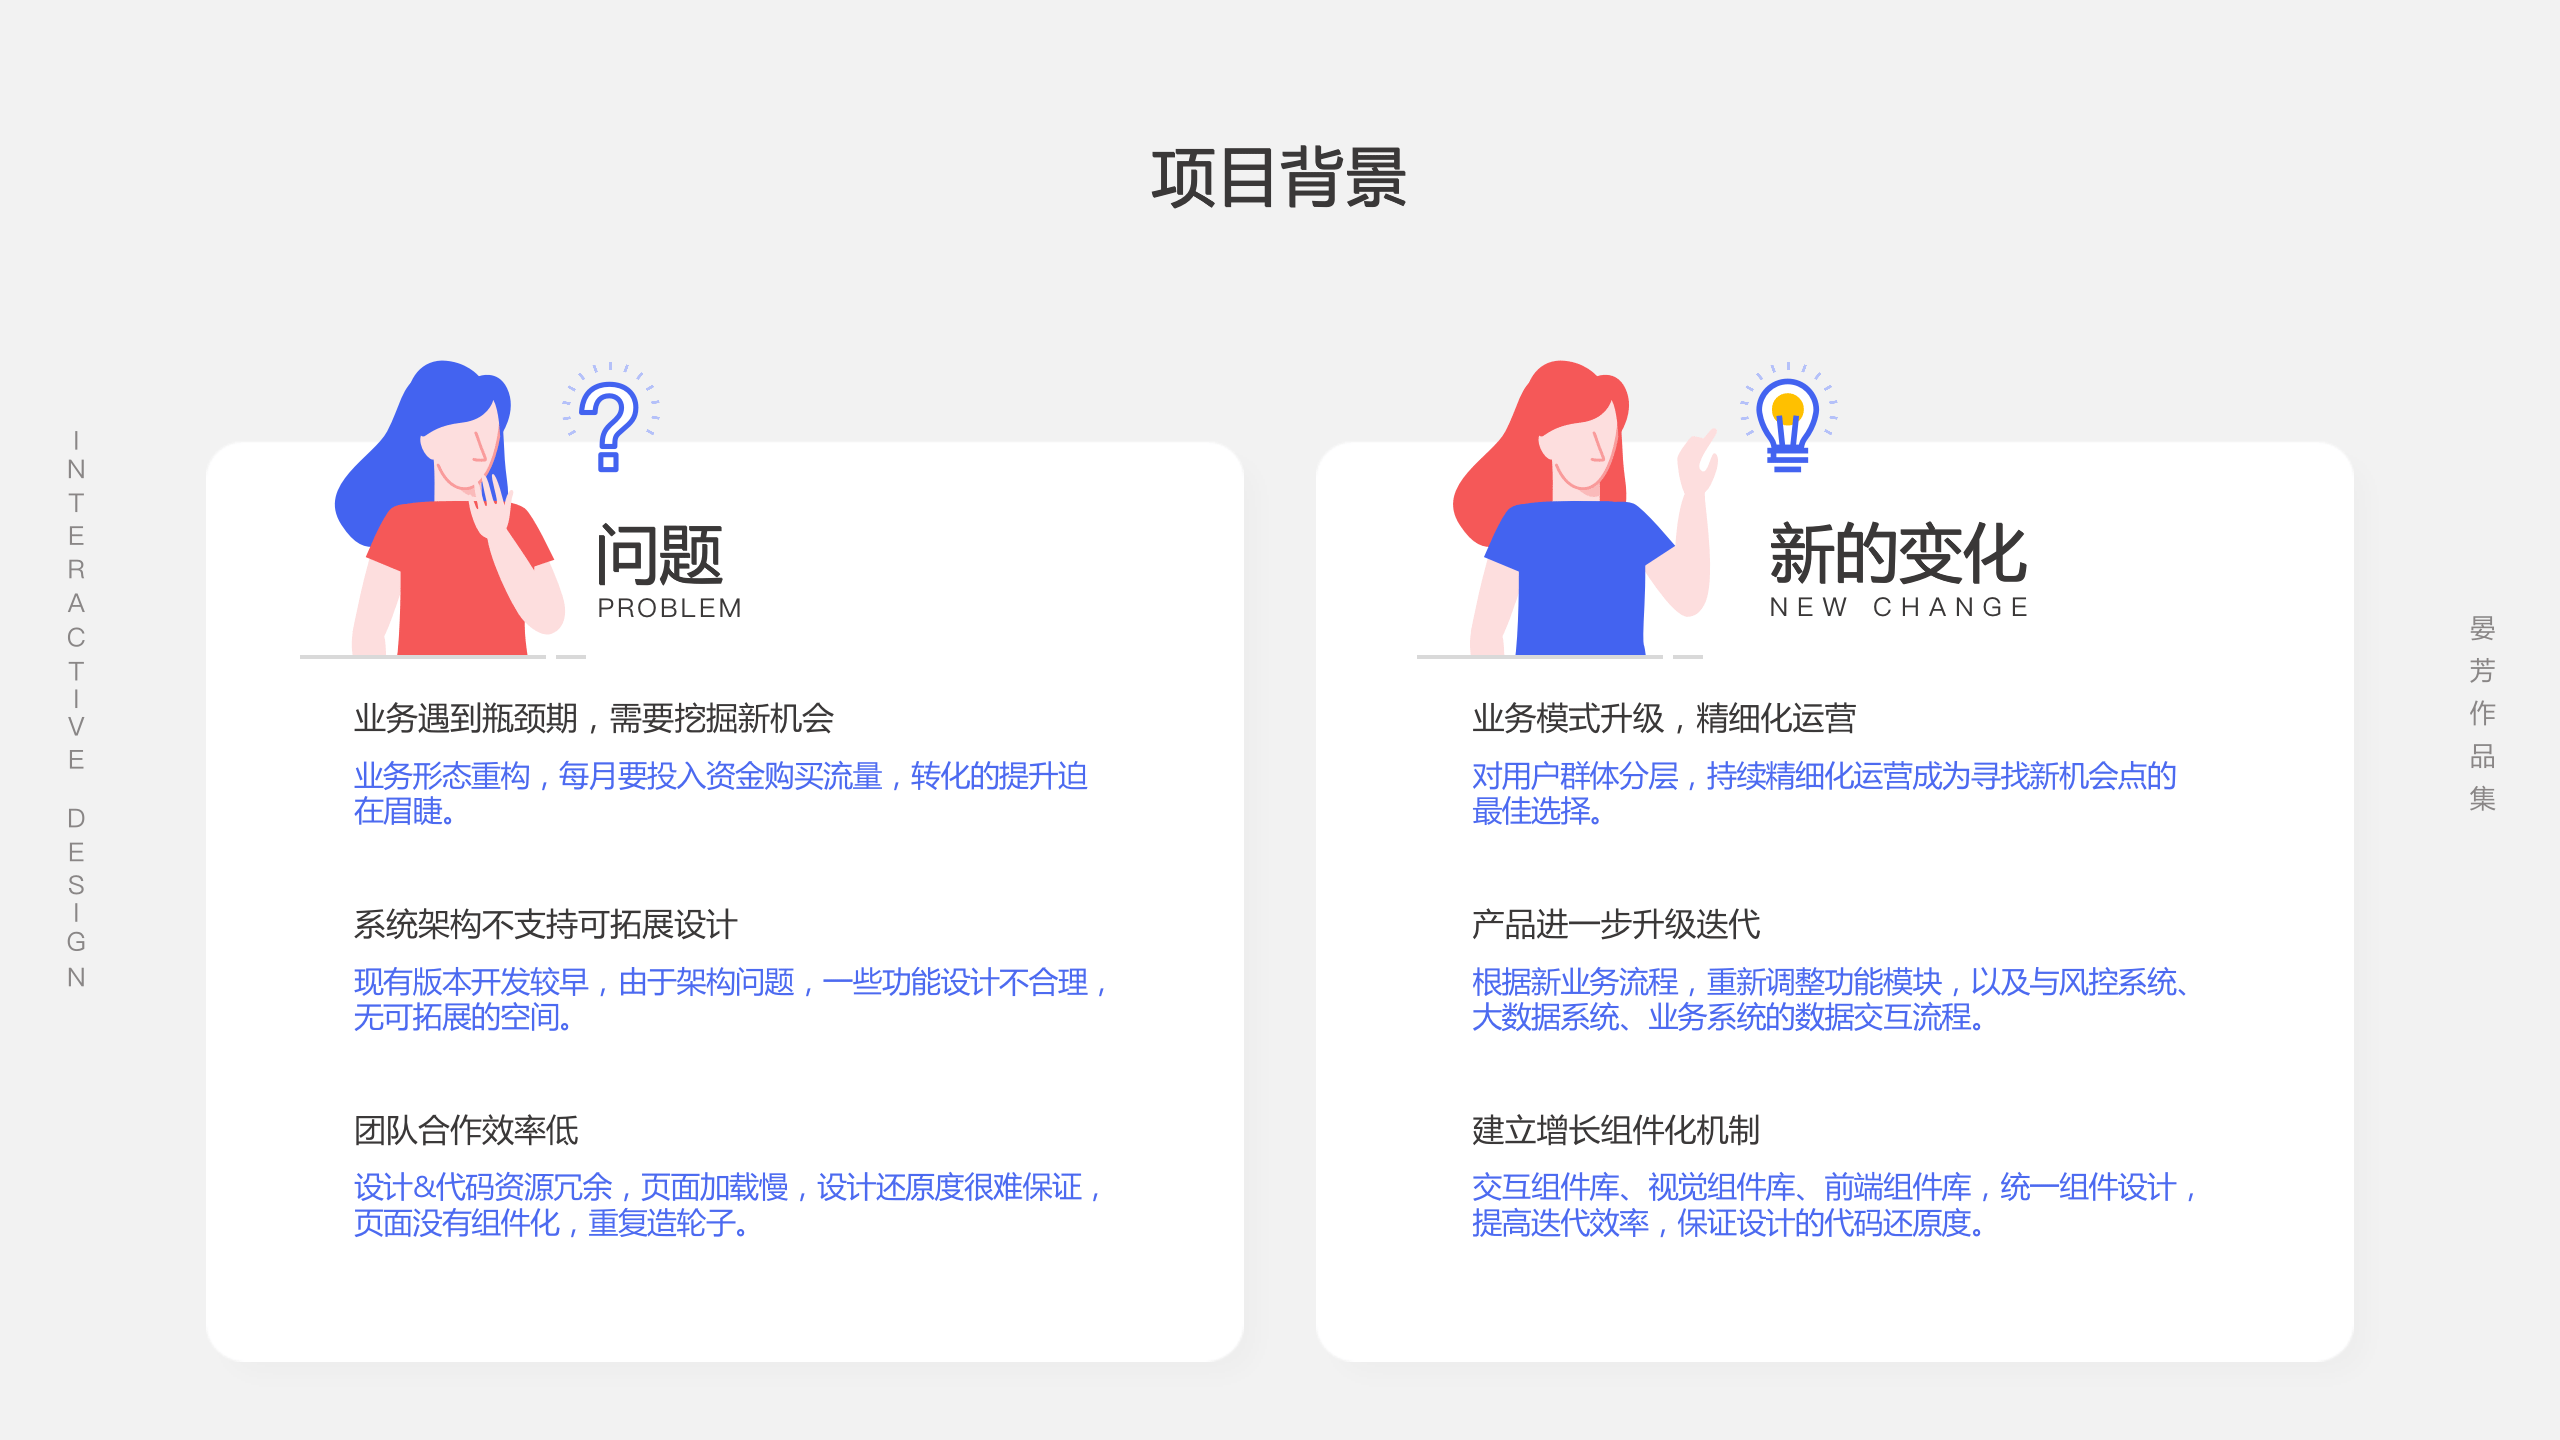 项目背景
INTERACTIVE DESIGN
问题
PROBLEM
业务遇到瓶颈期，需要挖掘新机会
业务形态重构，每月要投入资金购买流量，转化的提升迫
在眉睫。
系统架构不支持可拓展设计
现有版本开发较早，由于架构问题，一些功能设计不合理，
无可拓展的空间。
团队合作效率低
设计&代码资源冗余，页面加载慢，设计还原度很难保证，
页面没有组件化，重复造轮子。
新的变化
NEW CHANGE
业务模式升级，精细化运营
对用户群体分层，持续精细化运营成为寻找新机会点的
最佳选择。
产品进一步升级迭代
根据新业务流程，重新调整功能模块，以及与风控系统、
大数据系统、业务系统的数据交互流程。
建立增长组件化机制
交互组件库、视觉组件库、前端组件库，统一组件设计，
提高迭代效率，保证设计的代码还原度。
晏芳作品集